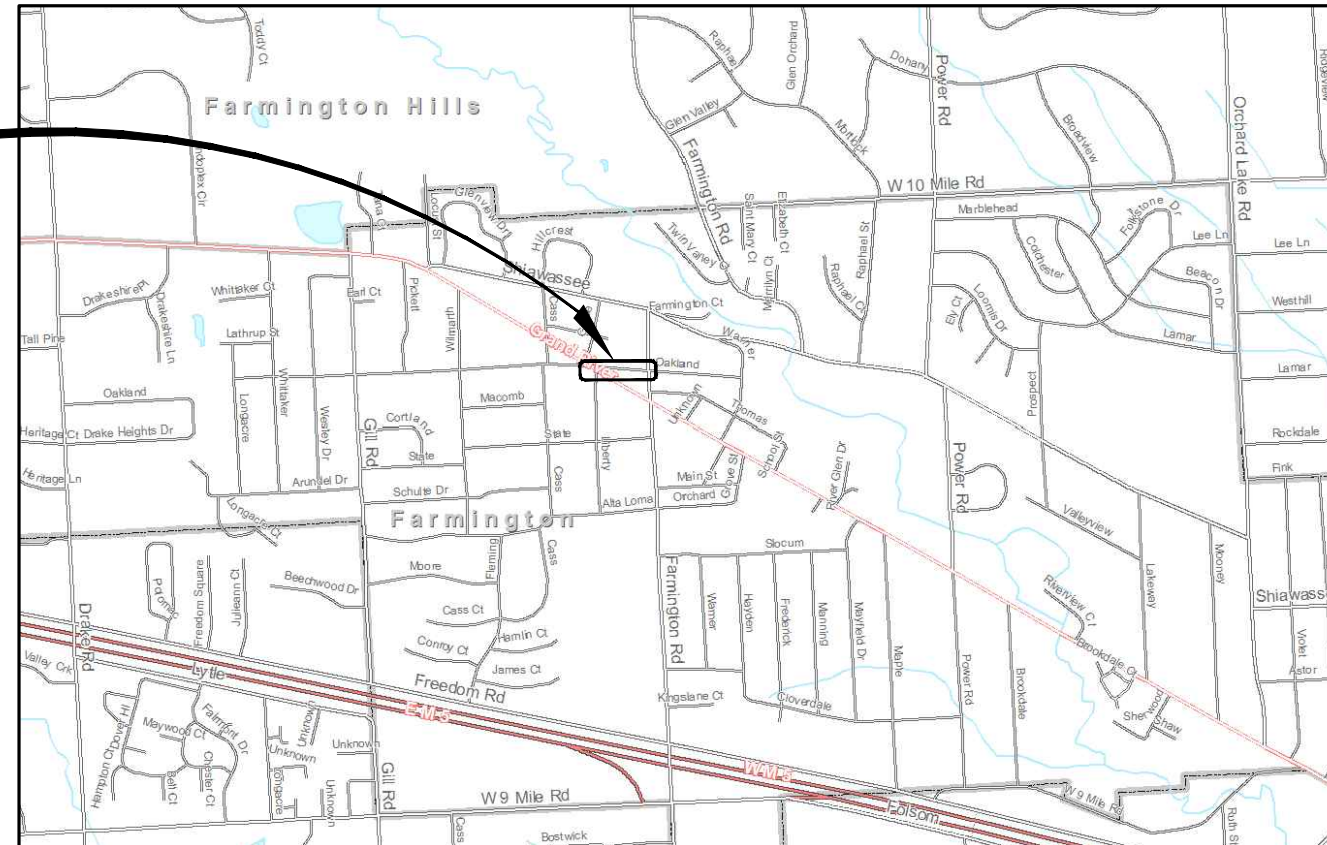 Toddy Ct
Farmington Hills
Raphael
Glen Orchard
Dohany
Power Rd
Ridgeview
Orchard Lake Rd
Glen Valley
Mortlock
Broadview
Farmington Rd
W 10 Mile Rd
Locust St
Glenview Dr
Saint Mary Ct
Elizabeth Ct
Marblehead
Folkstone Dr
Hillcrest
Twin Valley Ct
Merrilyn Ct
Raphael St
Colchester
Lee Ln
Lee Ln
Shiawassee
Raphael Ct
Beacon Dr
Drakeshire Pl
Whittaker Ct
Earl Ct
Pickett
Cass
Farmington Ct
Ely Ct
Loomis Dr
Westhill
Tall Pine
Drakeshire Ln
Lathrup St
Wilmarth
Grand River
Warner
Lamar
Oakland
Lamar
Oakland
Longacre
Whittaker
Wesley Dr
Gill Rd
Cortland
Macomb
Unknown
Thomas
Prospect
Heritage Ct
Drake Heights Dr
State
State
Liberty
School St
Power Rd
Rockdale
Heritage Ln
Arundel Dr
Schulte Dr
Cass
Main St
Grove St
River Glen Dr
Fink
Longacre Ct
Farmington
Alta Loma
Orchard
Valleyview
Slocum
Potomac
Freedom Square
Beechwood Dr
Moore
Fleming
Cass
Farmington Rd
Warner
Hayden
Frederick
Manning
Mayfield Dr
Maple
Riverview Ct
Lakeway
Mooney
Shiawass
Drake Rd
Cass Ct
Hamlin Ct
Conroy Ct
James Ct
Power Rd
Brookdale
Brookdale Ct
Violet
Astor
Valley Crk
Lytle
Freedom Rd
Kingslane Ct
Cloverdale
Sherwood
Shaw
E M 5
Dover Hl
Maywood Ct
Fairmont Dr
Unknown
Unknown
Unknown
Hampton Ct
Bell Ct
Chester Ct
Longacre
Unknown
Gill Rd
W M 5
W 9 Mile Rd
Folsom
W 9 Mile Rd
Cass
Bostwick
Ruth St